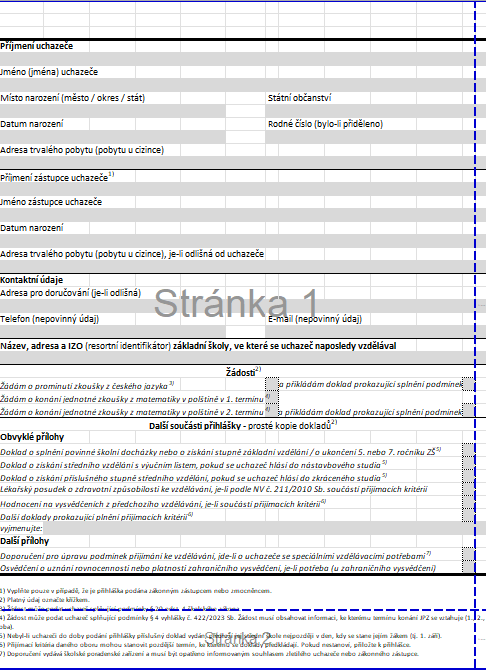 Příjmení uchazeče
Jméno (jména) uchazeče
Místo narození (město / okres / stát) Státní občanství
Datum narození Rodné číslo (bylo-li přiděleno)
Adresa trvalého pobytu (pobytu u cizince)
Příjmení zástupce uchazeče1)
Jméno zástupce uchazeče
Datum narození
Adresa trvalého pobytu (pobytu u cizince), je-li odlišná od uchazeče
Kontaktní údaje
Adresa pro doručování (je-li odlišná)
Stránka 1
Telefon (nepovinný údaj) E-mail (nepovinný údaj)
Název, adresa a IZO (resortní identifikátor) základní školy, ve které se uchazeč naposledy vzdělával
Žádosti2)
Žádám o prominutí zkoušky z českého jazyka3) a přikládám doklad prokazující splnění podmínek
Žádám o konání jednotné zkoušky z matematiky v polštině v 1. termínu4)
Žádám o konání jednotné zkoušky z matematiky v polštině v 2. termínu4) a přikládám doklad prokazující splnění podmínek
Další součásti přihlášky - prosté kopie dokladů2)
Obvyklé přílohy
Doklad o splnění povinné školní docházky nebo o získání stupně základní vzdělání / o ukončení 5. nebo 7. ročníku ZŠ5)
Doklad o získání středního vzdělání s výučním listem, pokud se uchazeč hlásí do nástavbového studia5)
Doklad o získání příslušného stupně střední vzdělání, pokud se uchazeč hlásí do zkráceného studia5)
Lékařský posudek o zdravotní způsobilosti ke vzdělávání, je-li podle NV č. 211/2010 Sb. součástí přijímacích kritérií
Hodnocení na vysvědčeních z předchozího vzdělávání, je-li součástí přijímacích kritérií6)
Další doklady prokazující plnění přijímacích kritérií6)
vyjmenujte:
Další přílohy
Doporučení pro úpravu podmínek přijímání ke vzdělávání, jde-li o uchazeče se speciálními vzdělávacími potřebami7)
Osvědčení o uznání rovnocennosti nebo platnosti zahraničního vysvědčení, je-li potřeba (u zahraničního vysvědčení)
1) Vyplňte pouze v případě, že je přihláška podána zákonným zástupcem nebo zmocněncem.
2) Platný údaj označte křížkem.
4) Žádost může podat uchazeč splňující podmínky § 4 vyhlášky č. 422/2023 Sb. Žádost musí obsahovat informaci, ke kterému termínu konání JPZ se vztahuje (1., 2.,
oba).
5) Nebyl-li uchazeči do doby podání přihlášky příslušný doklad vydán, předloží nejpozději v den, kdy se stane jejím žákem (tj. 1. září).
Stránka 2
6) Přijímací kritéria daného oboru mohou stanovit pozdější termín, ke kterému se doklady předkládají. Pokud nestanoví, přiložte k přihlášce.
7) Doporučení vydává školské poradenské zařízení a musí být opatřeno informovaným souhlasem zletilého uchazeče nebo zákonného zástupce.